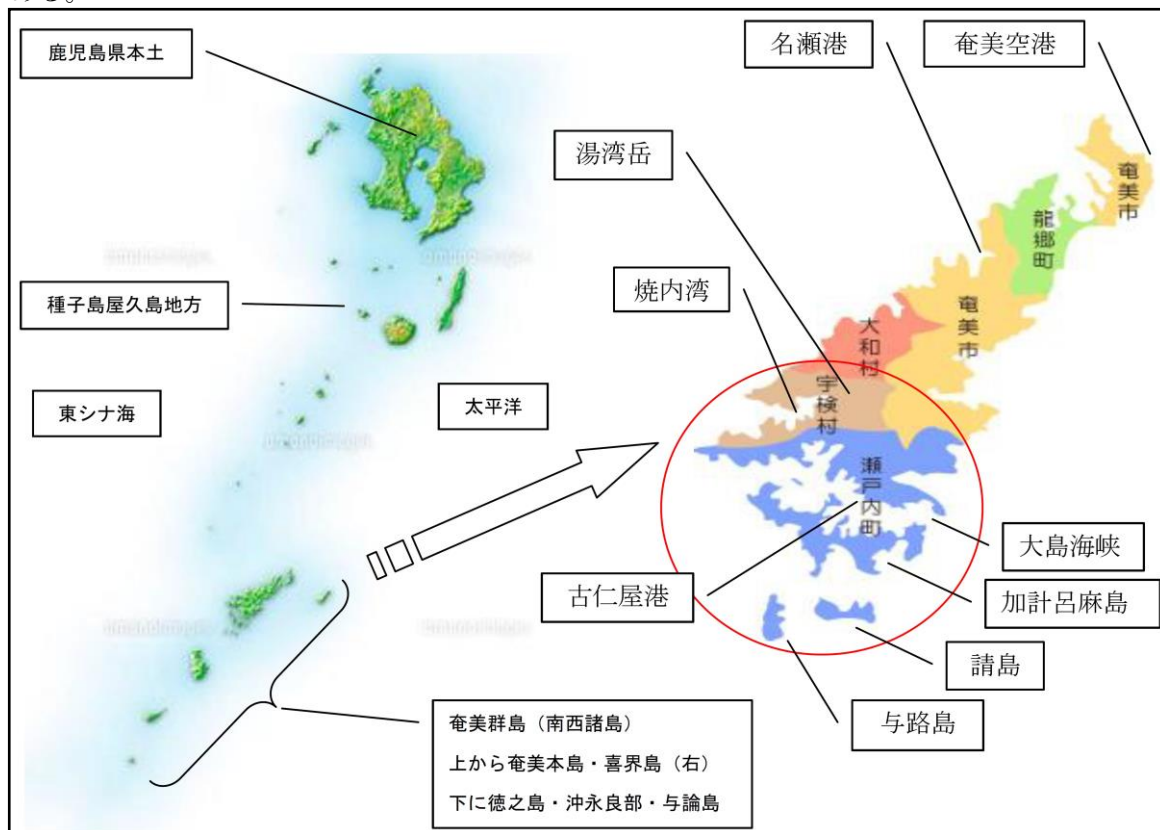 ある。
鹿児島県本土
名瀬港
奄美空港
湯湾岳
奄美市
龍郷町
種子島屋久島地方
焼内湾
奄美市
大和村
宇検村
東シナ海
太平洋
瀬戸内町
大島海峡
古仁屋港
加計呂麻島
請島
与路島
奄美群島(南西諸島)
上から奄美本島・喜界島(右)
下に徳之島・沖永良部・与論島